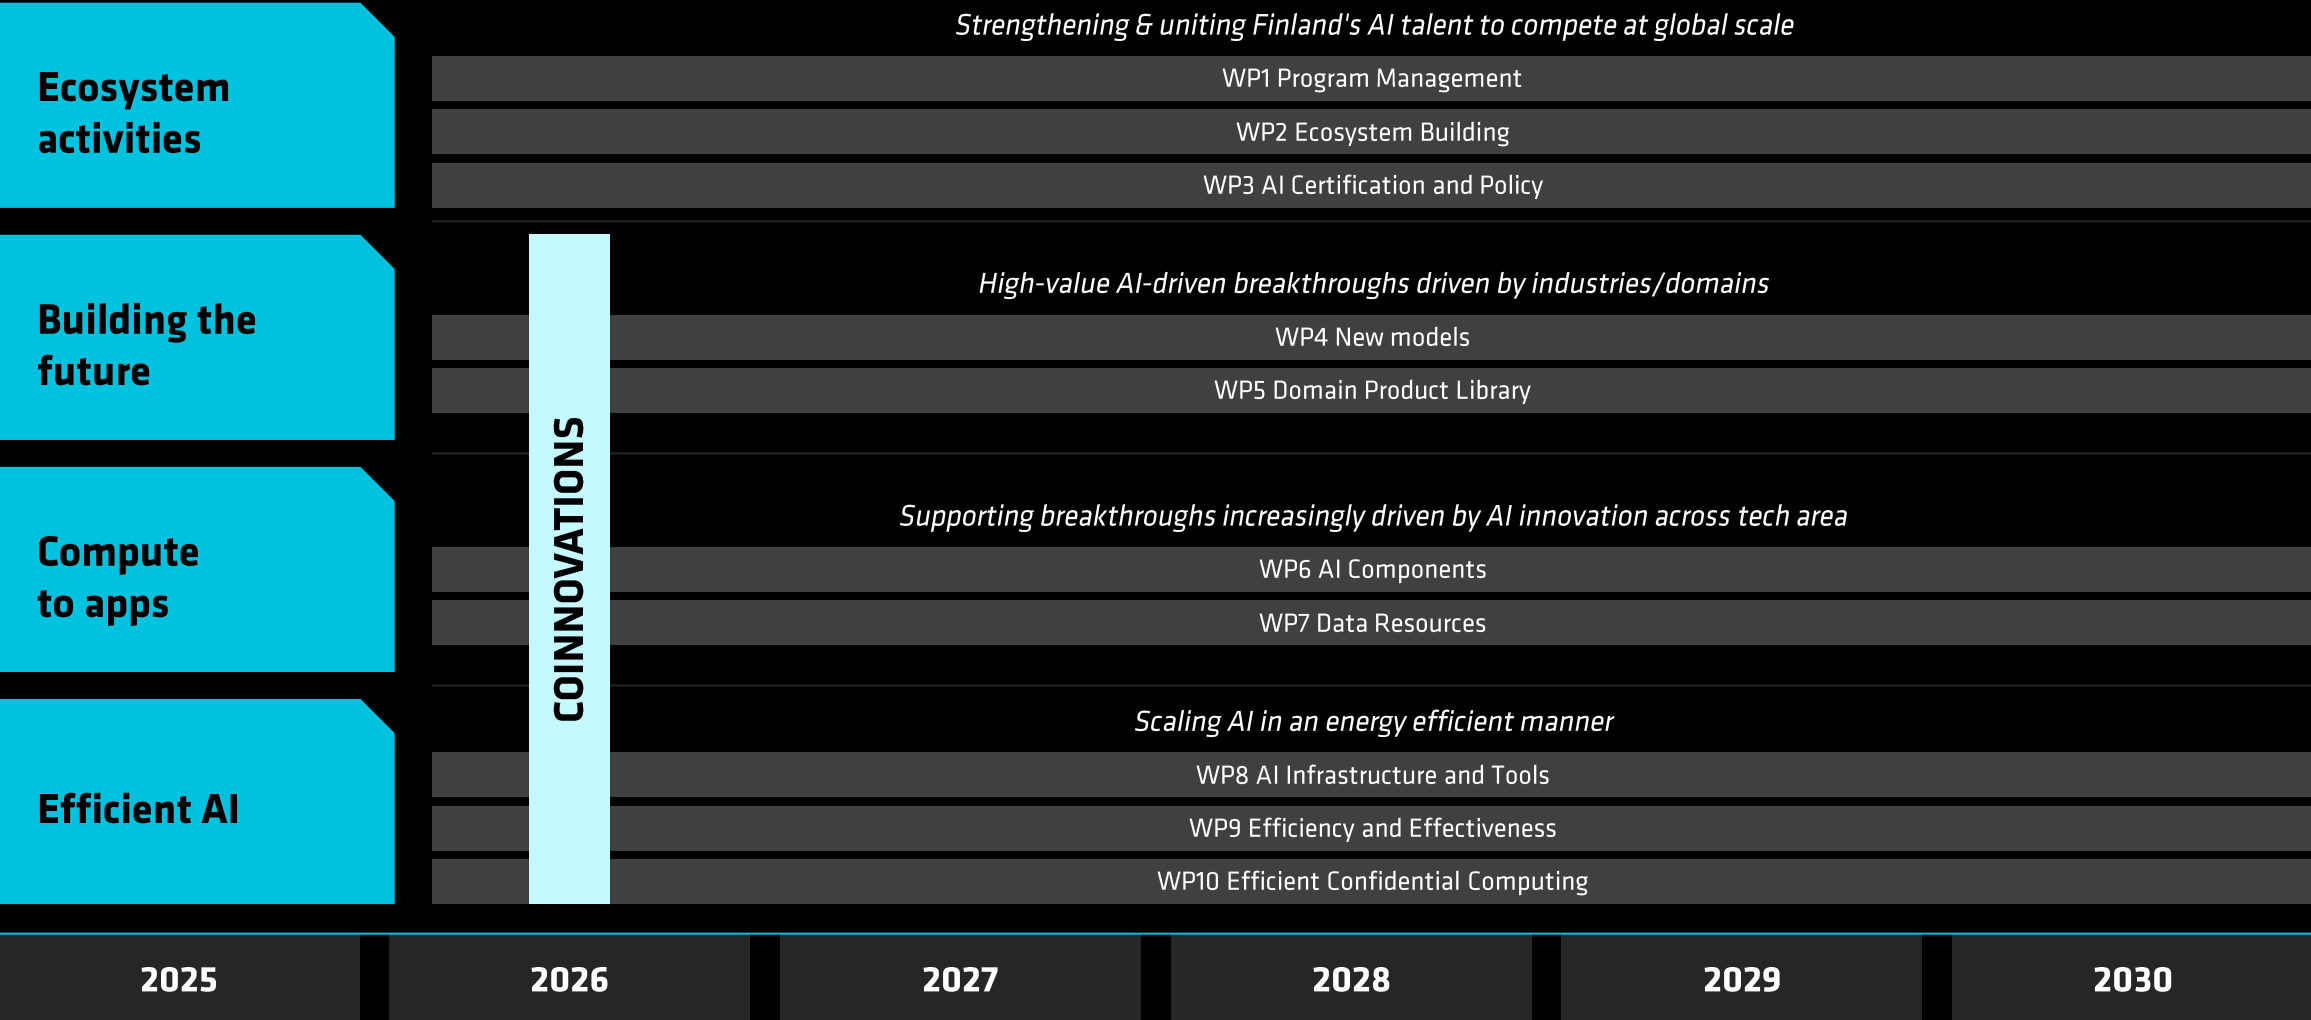 Ecosystem
activities
Strengthening & uniting Finland's AI talent to compete at global scale
WP1 Program Management
WP2 Ecosystem Building
WP3 AI Certification and Policy
Building the
future
High-value AI-driven breakthroughs driven by industries/domains
WP4 New models
WP5 Domain Product Library
COINNOVATIONS
Compute
to apps
Supporting breakthroughs increasingly driven by AI innovation across tech area
WP6 AI Components
WP7 Data Resources
Efficient AI
Scaling AI in an energy efficient manner
WP8 AI Infrastructure and Tools
WP9 Efficiency and Effectiveness
WP10 Efficient Confidential Computing
2025
2026
2027
2028
2029
2030